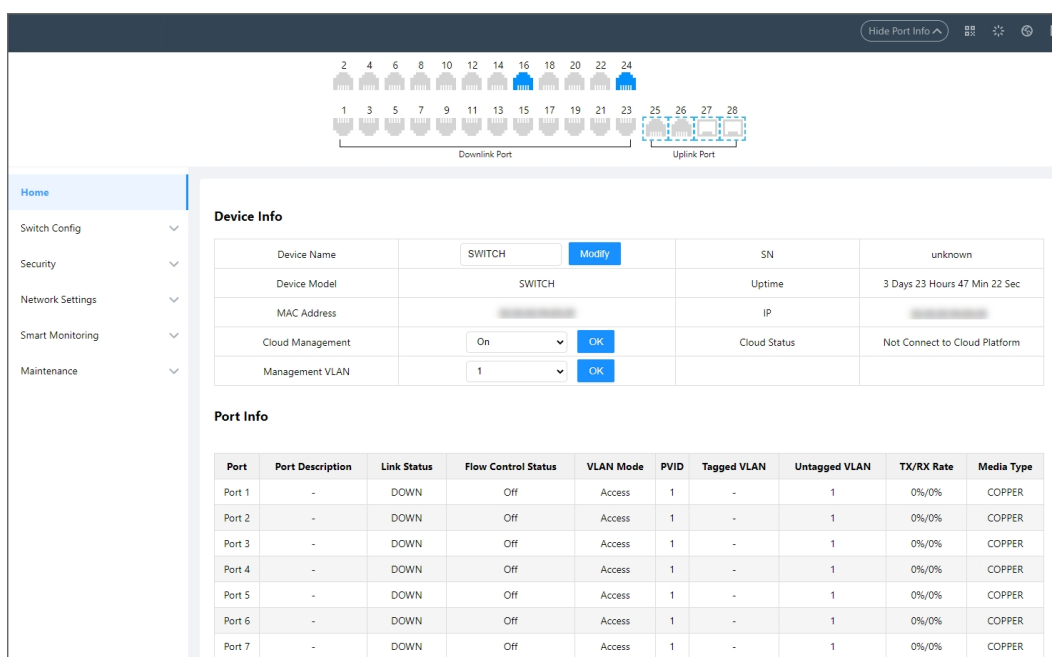 Hide Port Info
2 4 6 8 10 12 14 16 18 20 22 24
1 3 5 7 9 11 13 15 17 19 21 23 25 26 27 28
Downlink Port Uplink Port
Home
Switch Config
Security
Network Settings
Smart Monitoring
Maintenance
Device Info
Device Name SWITCH Modify SN unknown
Device Model SWITCH Uptime 3 Days 23 Hours 47 Min 22 Sec
MAC Address IP
Cloud Management On OK Cloud Status Not Connect to Cloud Platform
Management VLAN 1 OK
Port Info
Port Port Description Link Status Flow Control Status VLAN Mode PVID Tagged VLAN Untagged VLAN TX/RX Rate Media Type
Port 1 - DOWN Off Access 1 - 1 0%/0% COPPER
Port 2 - DOWN Off Access 1 - 1 0%/0% COPPER
Port 3 - DOWN Off Access 1 - 1 0%/0% COPPER
Port 4 - DOWN Off Access 1 - 1 0%/0% COPPER
Port 5 - DOWN Off Access 1 - 1 0%/0% COPPER
Port 6 - DOWN Off Access 1 - 1 0%/0% COPPER
Port 7 - DOWN Off Access 1 - 1 0%/0% COPPER